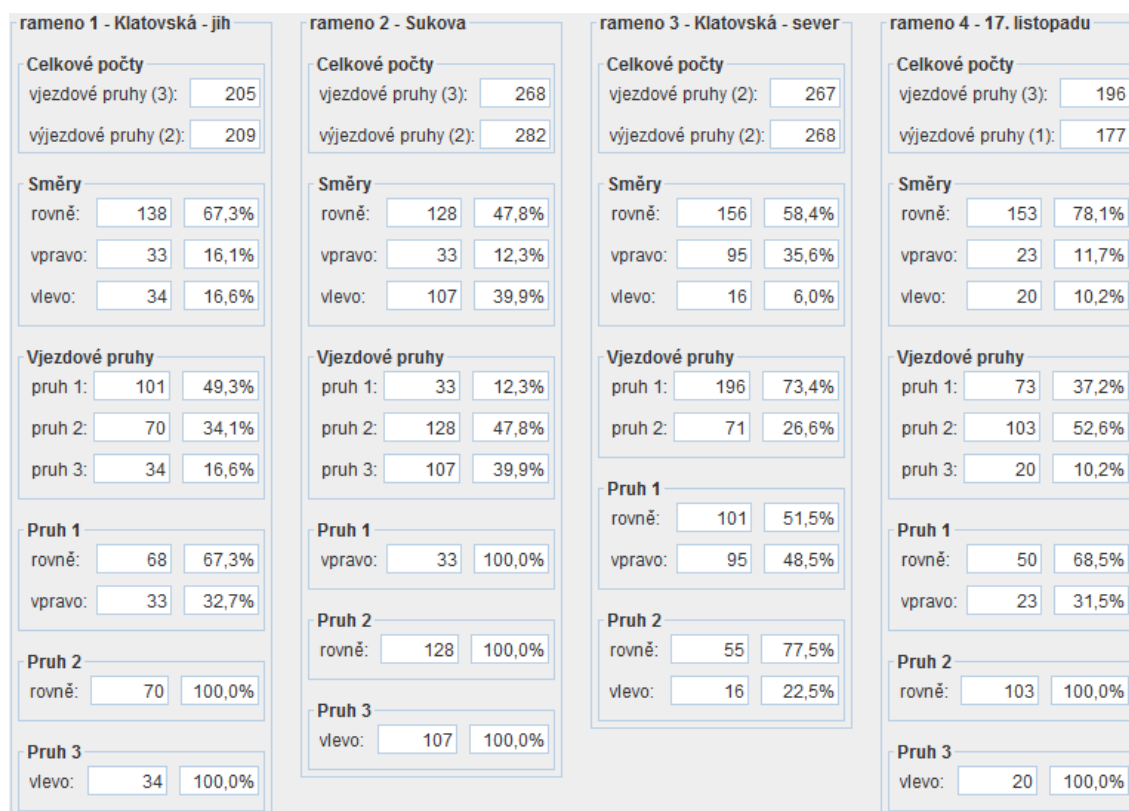 rameno 1 - Klatovská - jih
Celkové počty
vjezdové pruhy (3): 205
výjezdové pruhy (2): 209
Směry
rovně: 138 67,3%
vpravo: 33 16,1%
vlevo: 34 16,6%
Vjezdové pruhy
pruh 1: 101 49,3%
pruh 2: 70 34,1%
pruh 3: 34 16,6%
Pruh 1
rovně: 68 67,3%
vpravo: 33 32,7%
Pruh 2
rovně: 70 100,0%
Pruh 3
vlevo: 34 100,0%
rameno 2 - Sukova
Celkové počty
vjezdové pruhy (3): 268
výjezdové pruhy (2): 282
Směry
rovně: 128 47,8%
vpravo: 33 12,3%
vlevo: 107 39,9%
Vjezdové pruhy
pruh 1: 33 12,3%
pruh 2: 128 47,8%
pruh 3: 107 39,9%
Pruh 1
vpravo: 33 100,0%
Pruh 2
rovně: 128 100,0%
Pruh 3
vlevo: 107 100,0%
rameno 3 - Klatovská - sever
Celkové počty
vjezdové pruhy (2): 267
výjezdové pruhy (2): 268
Směry
rovně: 156 58,4%
vpravo: 95 35,6%
vlevo: 16 6,0%
Vjezdové pruhy
pruh 1: 196 73,4%
pruh 2: 71 26,6%
Pruh 1
rovně: 101 51,5%
vpravo: 95 48,5%
Pruh 2
rovně: 55 77,5%
vlevo: 16 22,5%
rameno 4 - 17. listopadu
Celkové počty
vjezdové pruhy (3): 196
výjezdové pruhy (1): 177
Směry
rovně: 153 78,1%
vpravo: 23 11,7%
vlevo: 20 10,2%
Vjezdové pruhy
pruh 1: 73 37,2%
pruh 2: 103 52,6%
pruh 3: 20 10,2%
Pruh 1
rovně: 50 68,5%
vpravo: 23 31,5%
Pruh 2
rovně: 103 100,0%
Pruh 3
vlevo: 20 100,0%